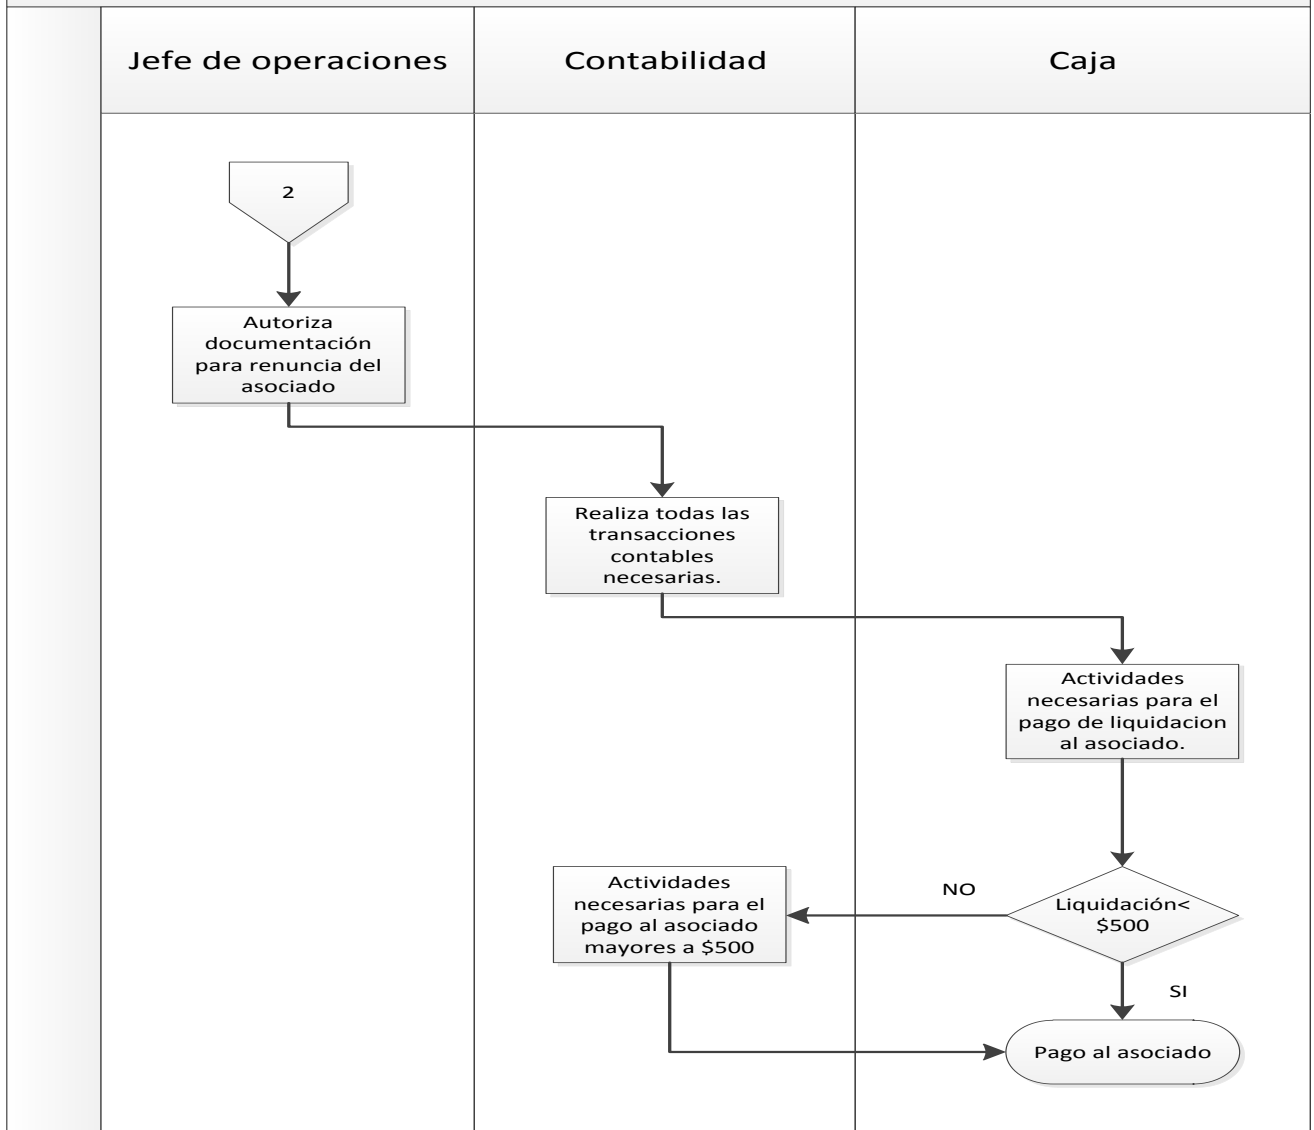 Jefe de operaciones
Contabilidad
Caja
2
Autoriza
documentación
para renuncia del
asociado
Realiza todas las
transacciones
contables
necesarias.
Actividades
necesarias para el
pago de liquidacion
al asociado.
Actividades
necesarias para el
pago al asociado
mayores a $500
NO
Liquidación<
$500
SI
Pago al asociado